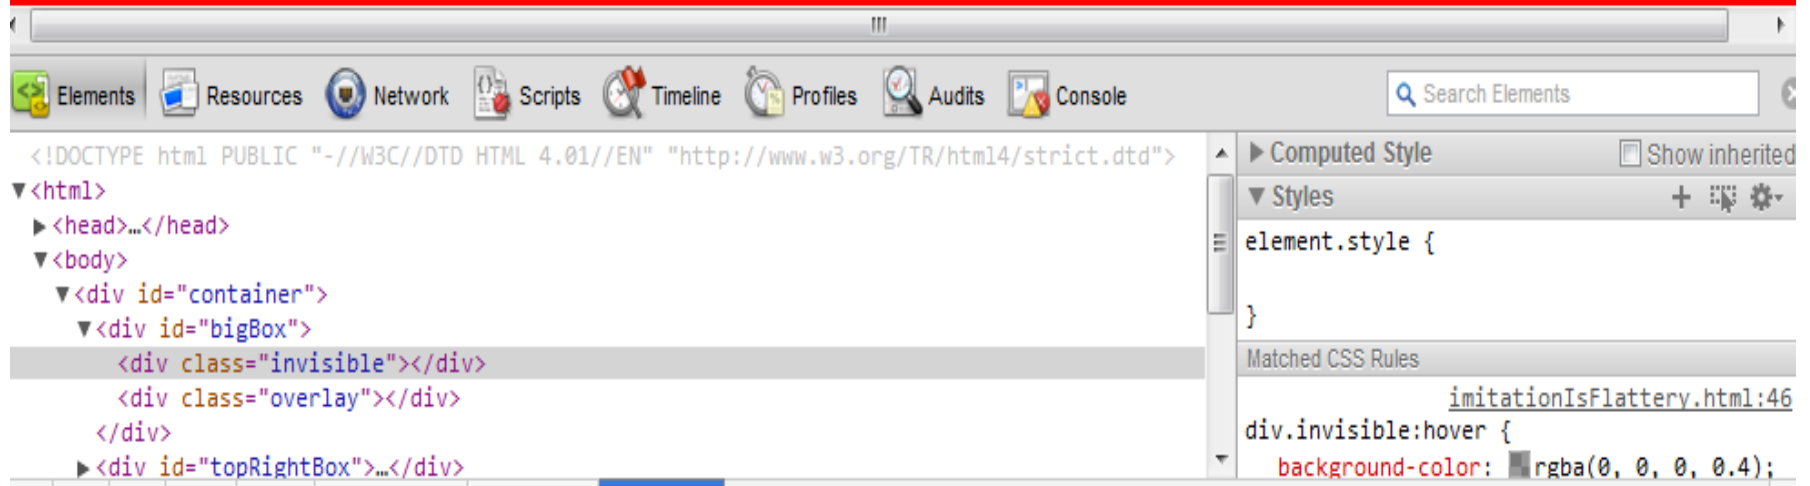 Elements Resources Network Scripts Timeline Profiles Audits Console Search Elements
<!DOCTYPE html PUBLIC "-//W3C//DTD HTML 4.01//EN" "http://www.w3.org/TR/html4/strict.dtd">
<html>
<head>…</head>
<body>
<div id="container">
<div id="bigBox">
<div class="invisible"></div>
<div class="overlay"></div>
</div>
<div id="topRightBox">…</div>
Computed Style Show inherited
Styles
element.style {
}
Matched CSS Rules
imitationIsFlattery.html:46
div.invisible:hover {
background-color: rgba(0, 0, 0, 0.4);